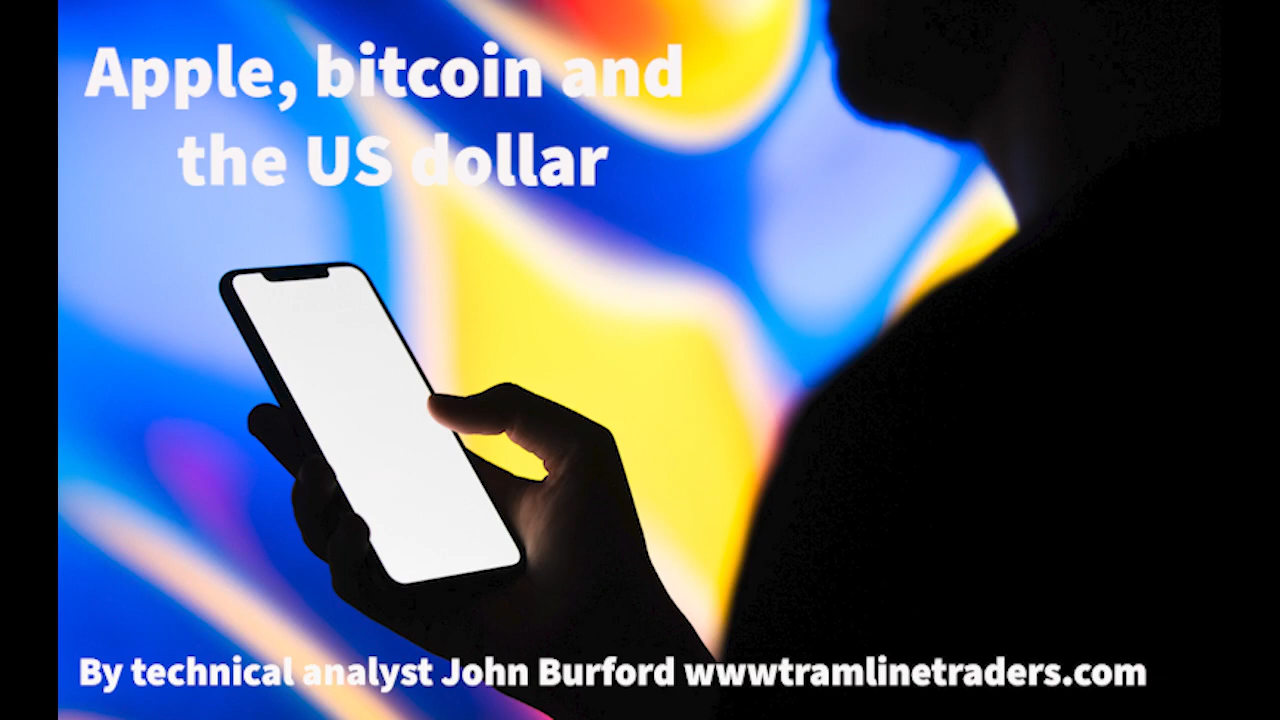 Apple, bitcoin and
the US dollar
By technical analyst John Burford wwwtramlinetraders.com